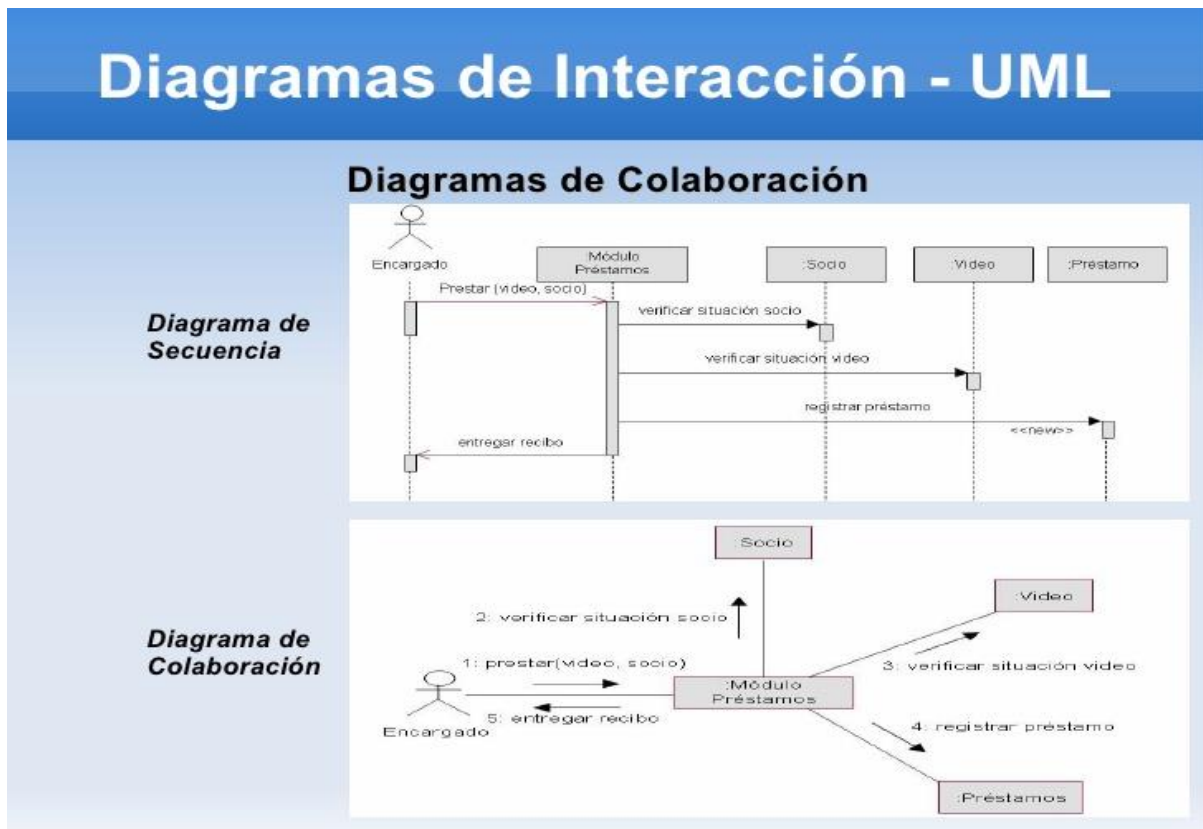 Diagramas de Interacción - UML
Diagramas de Colaboración
Diagrama de
Secuencia
Encargado
:Módulo
Préstamos
:Socio
:Video
:Préstamo
Prestar (video, socio)
verificar situación socio
verificar situación video
registrar préstamo
<<new>>
entregar recibo
Diagrama de
Colaboración
:Socio
:Video
2: verificar situación socio
1: prestar(video, socio)
3: verificar situación video
:Módulo
Préstamos
5: entregar recibo
Encargado
4: registrar préstamo
:Préstamos